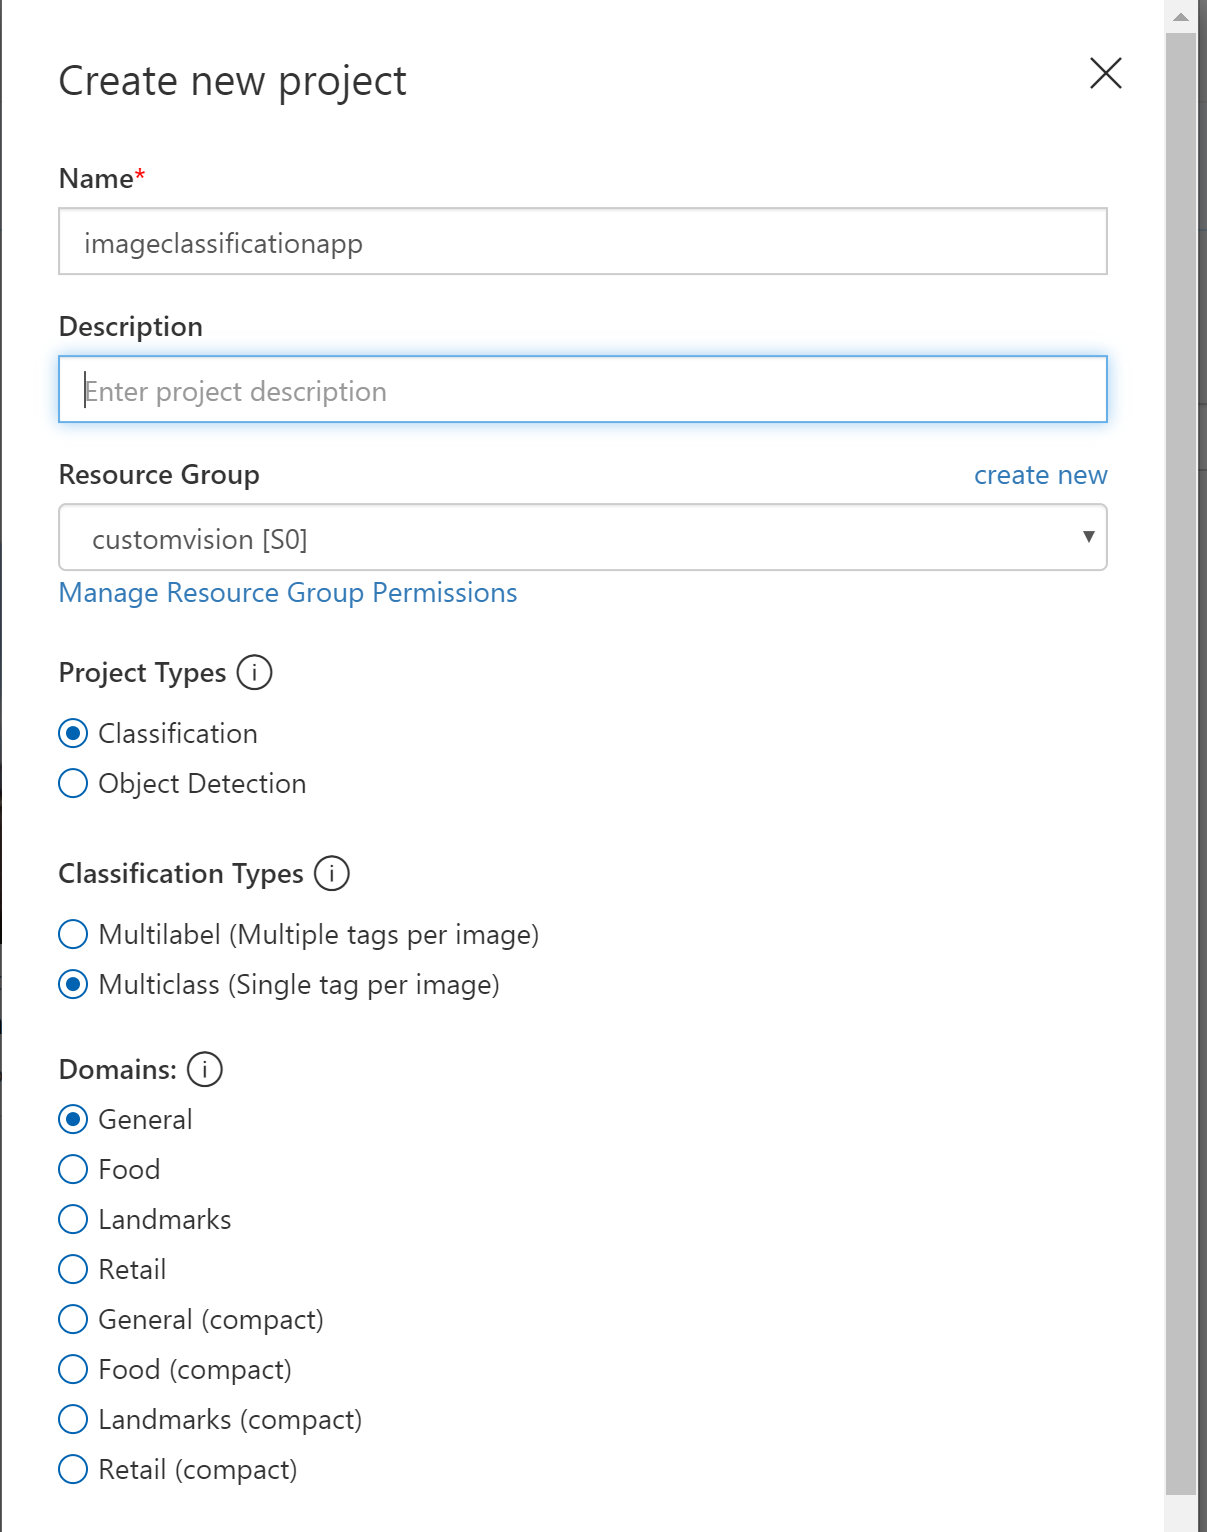 Create new project
Name*
imageclassificationapp
Description
Enter project description
Resource Group create new
customvision [S0]
Manage Resource Group Permissions
Project Types i
Classification
Object Detection
Classification Types i
Multilabel (Multiple tags per image)
Multiclass (Single tag per image)
Domains: i
General
Food
Landmarks
Retail
General (compact)
Food (compact)
Landmarks (compact)
Retail (compact)